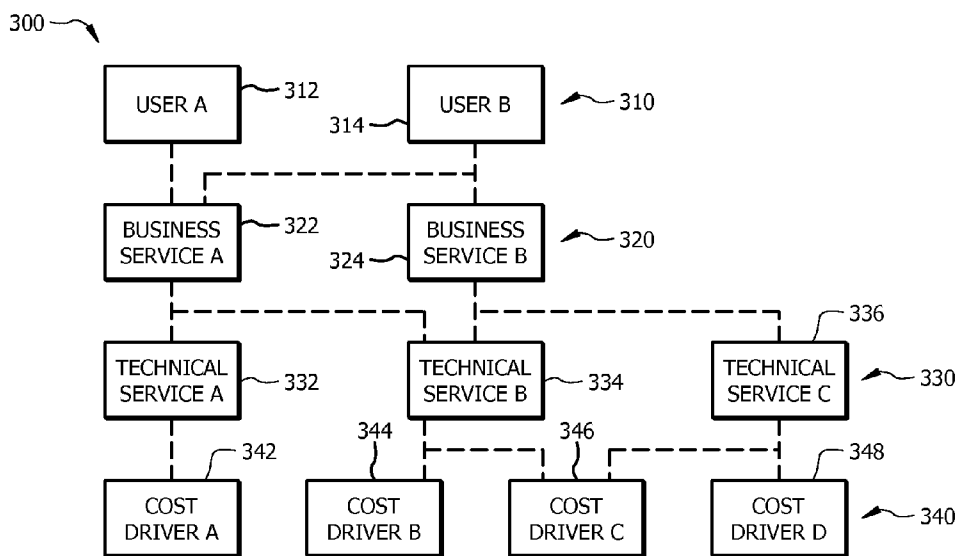 300
USER A
312
USER B
314
310
BUSINESS
SERVICE A
322
BUSINESS
SERVICE B
324
320
TECHNICAL
SERVICE A
332
TECHNICAL
SERVICE B
334
TECHNICAL
SERVICE C
336
330
COST
DRIVER A
342
COST
DRIVER B
344
COST
DRIVER C
346
COST
DRIVER D
348
340